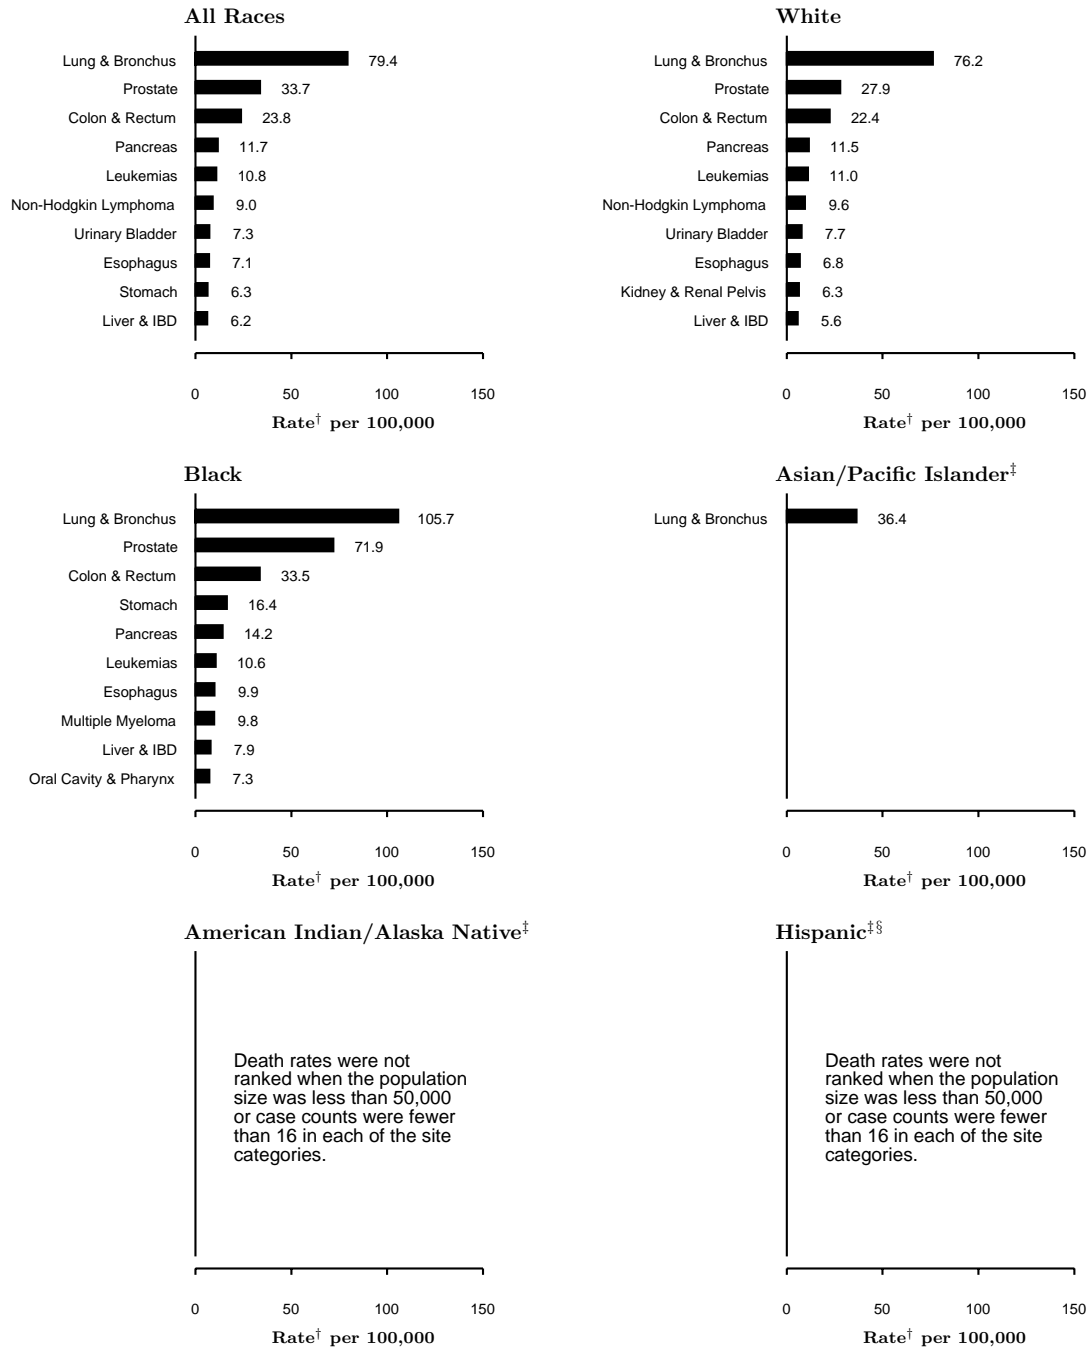 All Races
Lung & Bronchus 79.4
Prostate 33.7
Colon & Rectum 23.8
Pancreas 11.7
Leukemias 10.8
Non-Hodgkin Lymphoma 9.0
Urinary Bladder 7.3
Esophagus 7.1
Stomach 6.3
Liver & IBD 6.2
0 50 100 150
Rate† per 100,000
White
Lung & Bronchus 76.2
Prostate 27.9
Colon & Rectum 22.4
Pancreas 11.5
Leukemias 11.0
Non-Hodgkin Lymphoma 9.6
Urinary Bladder 7.7
Esophagus 6.8
Kidney & Renal Pelvis 6.3
Liver & IBD 5.6
0 50 100 150
Rate† per 100,000
Black
Lung & Bronchus 105.7
Prostate 71.9
Colon & Rectum 33.5
Stomach 16.4
Pancreas 14.2
Leukemias 10.6
Esophagus 9.9
Multiple Myeloma 9.8
Liver & IBD 7.9
Oral Cavity & Pharynx 7.3
0 50 100 150
Rate† per 100,000
Asian/Pacific Islander‡
Lung & Bronchus 36.4
0 50 100 150
Rate† per 100,000
American Indian/Alaska Native‡
Death rates were not
ranked when the population
size was less than 50,000
or case counts were fewer
than 16 in each of the site
categories.
0 50 100 150
Rate† per 100,000
Hispanic‡§
Death rates were not
ranked when the population
size was less than 50,000
or case counts were fewer
than 16 in each of the site
categories.
0 50 100 150
Rate† per 100,000